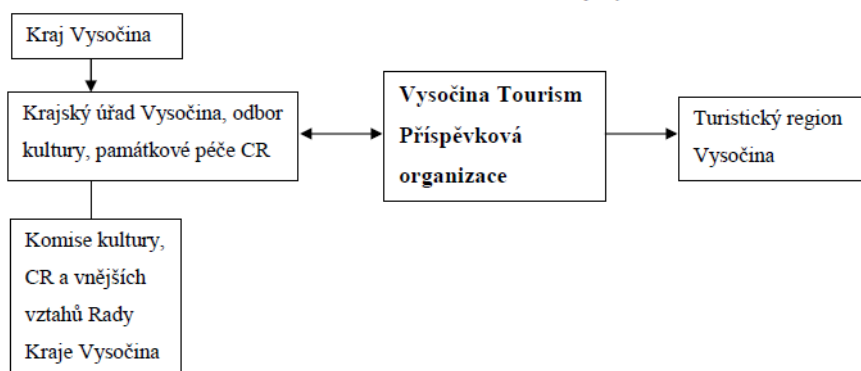 Kraj Vysočina
Krajský úřad Vysočina, odbor
kultury, památkové péče CR
Vysočina Tourism
Příspěvková
organizace
Turistický region
Vysočina
Komise kultury,
CR a vnějších
vztahů Rady
Kraje Vysočina